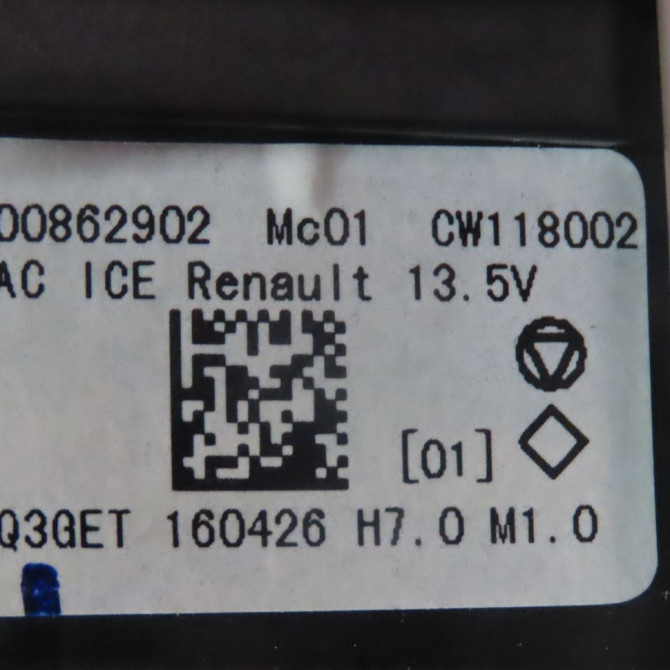 00862902 Mc01 CW118002
AC ICE Renault 13.5V
[01]
Q3GET 160426 H7.0 M1.0